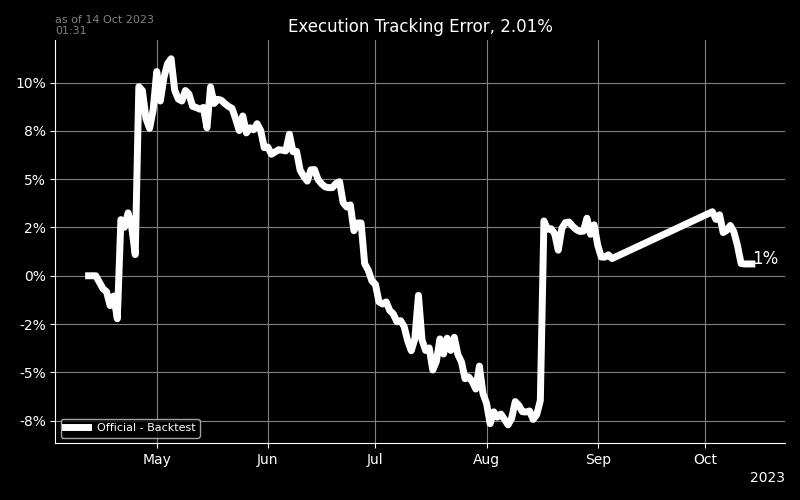 as of 14 Oct 2023
01:31
Execution Tracking Error, 2.01%
10%
8%
5%
2%
0%
-2%
-5%
-8%
1%
Official - Backtest
May Jun Jul Aug Sep Oct
2023